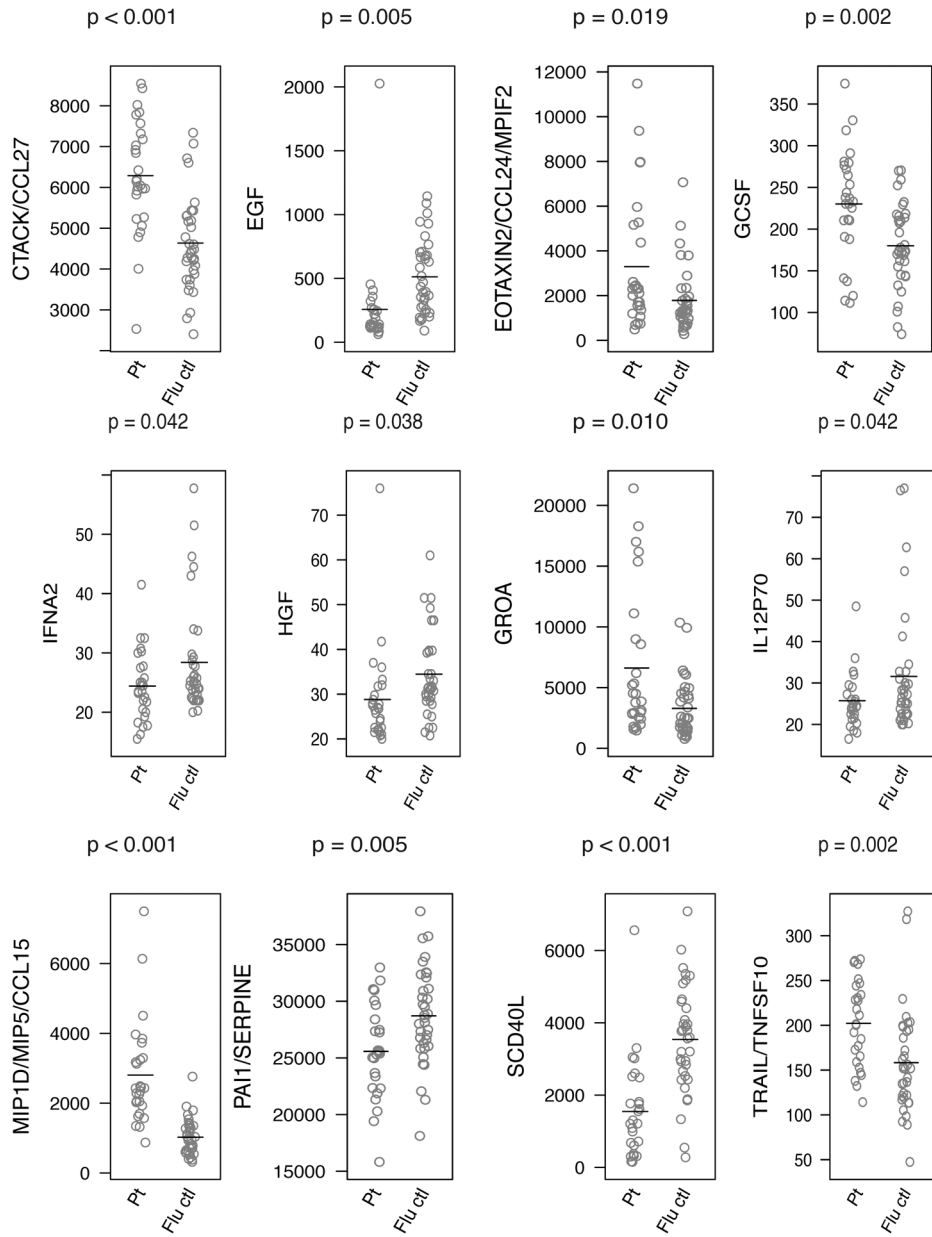 p < 0.001
p = 0.005
p = 0.019
p = 0.002
CTACK/CCL27
8000
7000
6000
5000
4000
3000
Pt
Flu ctl
EGF
2000
1500
1000
500
0
Pt
Flu ctl
EOTAXIN2/CCL24/MPIF2
12000
10000
8000
6000
4000
2000
0
Pt
Flu ctl
GCSF
350
300
250
200
150
100
Pt
Flu ctl
p = 0.042
p = 0.038
p = 0.010
p = 0.042
IFNA2
50
40
30
20
Pt
Flu ctl
HGF
70
60
50
40
30
20
Pt
Flu ctl
GROA
20000
15000
10000
5000
0
Pt
Flu ctl
IL12P70
70
60
50
40
30
20
Pt
Flu ctl
p < 0.001
p = 0.005
p < 0.001
p = 0.002
MIP1D/MIP5/CCL15
6000
4000
2000
0
Pt
Flu ctl
PAI1/SERPINE
35000
30000
25000
20000
15000
Pt
Flu ctl
SCD40L
6000
4000
2000
0
Pt
Flu ctl
TRAIL/TNFSF10
300
250
200
150
100
50
Pt
Flu ctl